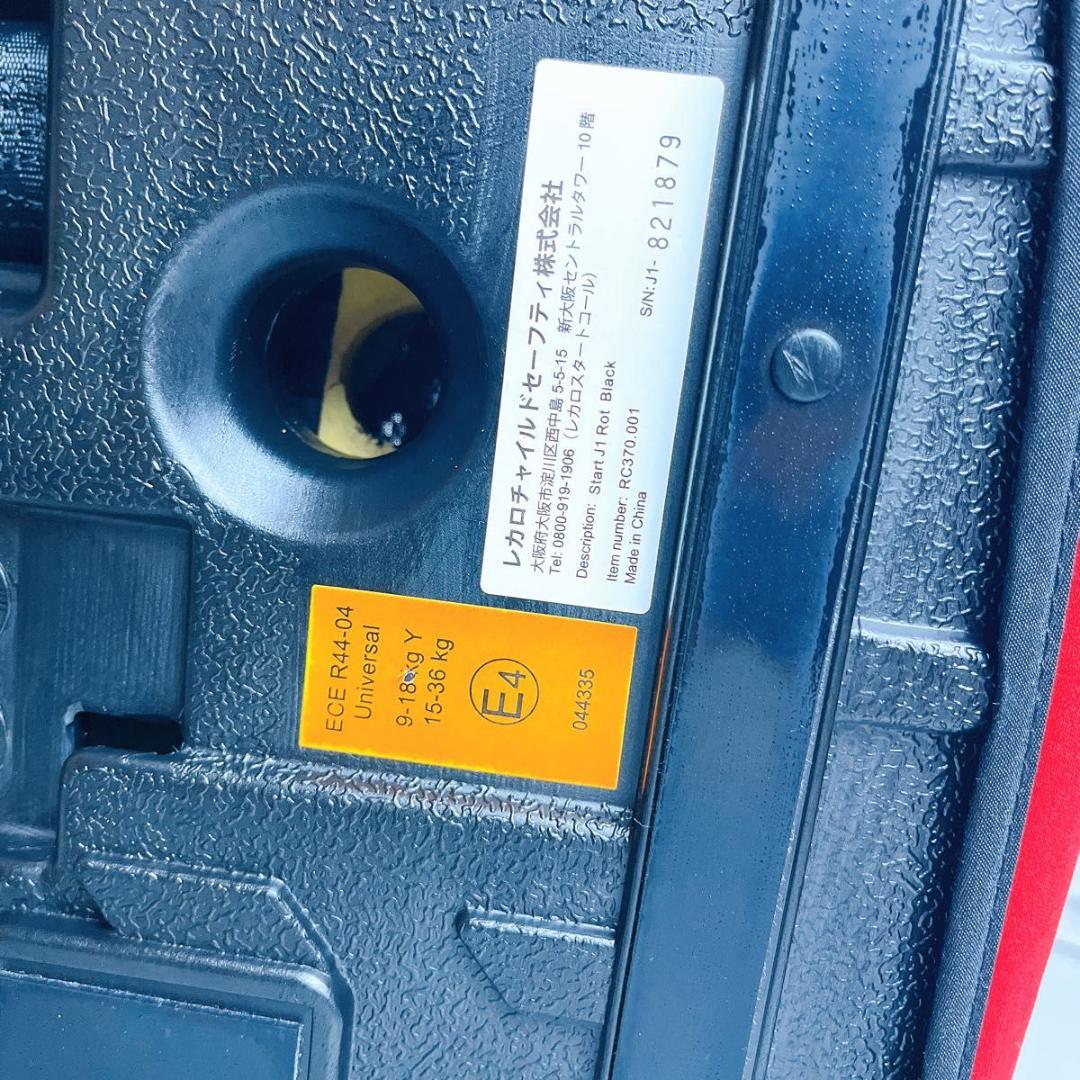 レカロチャイルドセーフティ株式会社
大阪府大阪市淀川区西中島 5-5-15　新大阪セントラルタワー 10 階
Tel: 0800-919-1906（レカロスタートコール）
Description: Start J1 Rot Black
Item number: RC370.001
Made in China
S/N: J1- 821879
ECE R44-04
Universal
9-18 kg Y
15-36 kg
E4
044335